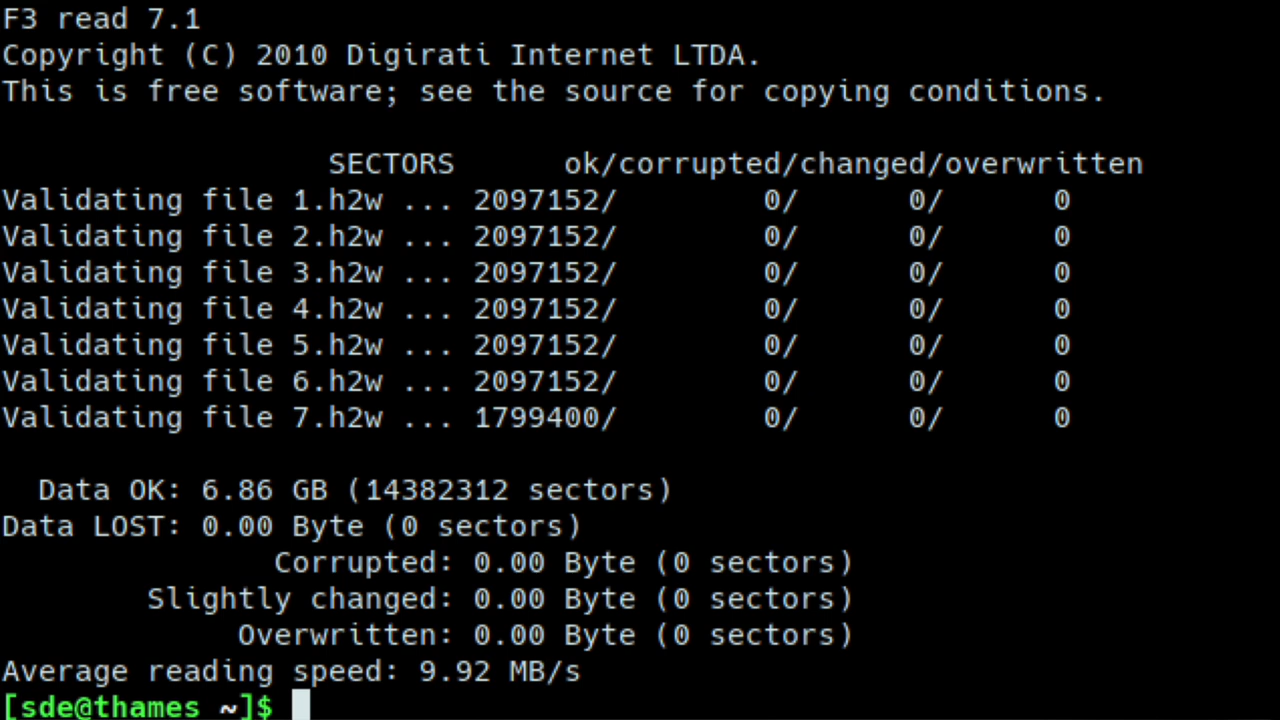 F3 read 7.1
Copyright (C) 2010 Digirati Internet LTDA.
This is free software; see the source for copying conditions.
SECTORS ok/corrupted/changed/overwritten
Validating file 1.h2w ... 2097152/ 0/ 0/ 0
Validating file 2.h2w ... 2097152/ 0/ 0/ 0
Validating file 3.h2w ... 2097152/ 0/ 0/ 0
Validating file 4.h2w ... 2097152/ 0/ 0/ 0
Validating file 5.h2w ... 2097152/ 0/ 0/ 0
Validating file 6.h2w ... 2097152/ 0/ 0/ 0
Validating file 7.h2w ... 1799400/ 0/ 0/ 0
Data OK: 6.86 GB (14382312 sectors)
Data LOST: 0.00 Byte (0 sectors)
Corrupted: 0.00 Byte (0 sectors)
Slightly changed: 0.00 Byte (0 sectors)
Overwritten: 0.00 Byte (0 sectors)
Average reading speed: 9.92 MB/s
[sde@thames ~]$